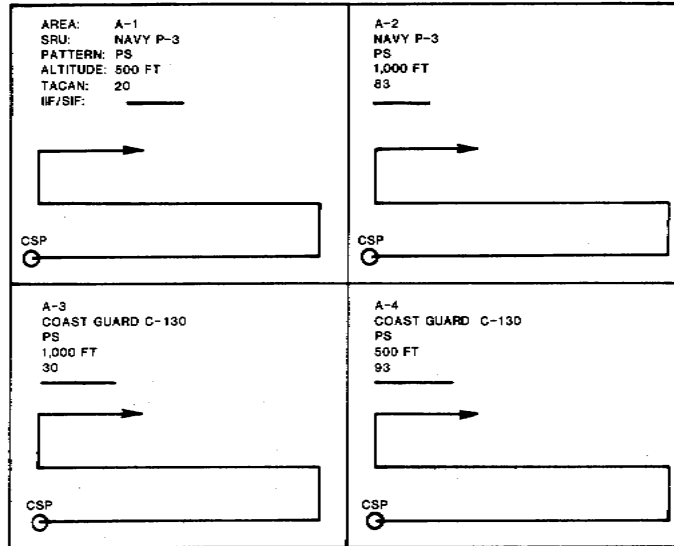 AREA: A-1
SRU: NAVY P-3
PATTERN: PS
ALTITUDE: 500 FT
TACAN: 20
IIF/SIF:
CSP
A-2
NAVY P-3
PS
1,000 FT
83
CSP
A-3
COAST GUARD C-130
PS
1,000 FT
30
CSP
A-4
COAST GUARD C-130
PS
500 FT
93
CSP